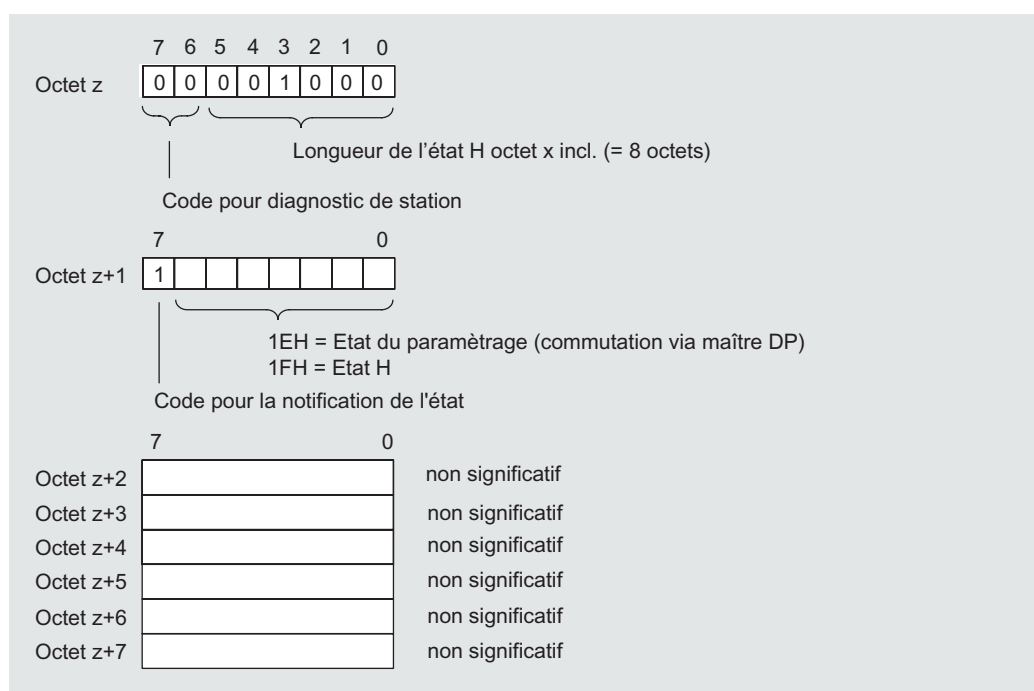 7 6 5 4 3 2 1 0
Octet z 0 0 0 0 1 0 0 0
Longueur de l’état H octet x incl. (= 8 octets)
Code pour diagnostic de station
7 0
Octet z+1 1
1EH = Etat du paramètrage (commutation via maître DP)
1FH = Etat H
Code pour la notification de l'état
7 0
Octet z+2 non significatif
Octet z+3 non significatif
Octet z+4 non significatif
Octet z+5 non significatif
Octet z+6 non significatif
Octet z+7 non significatif